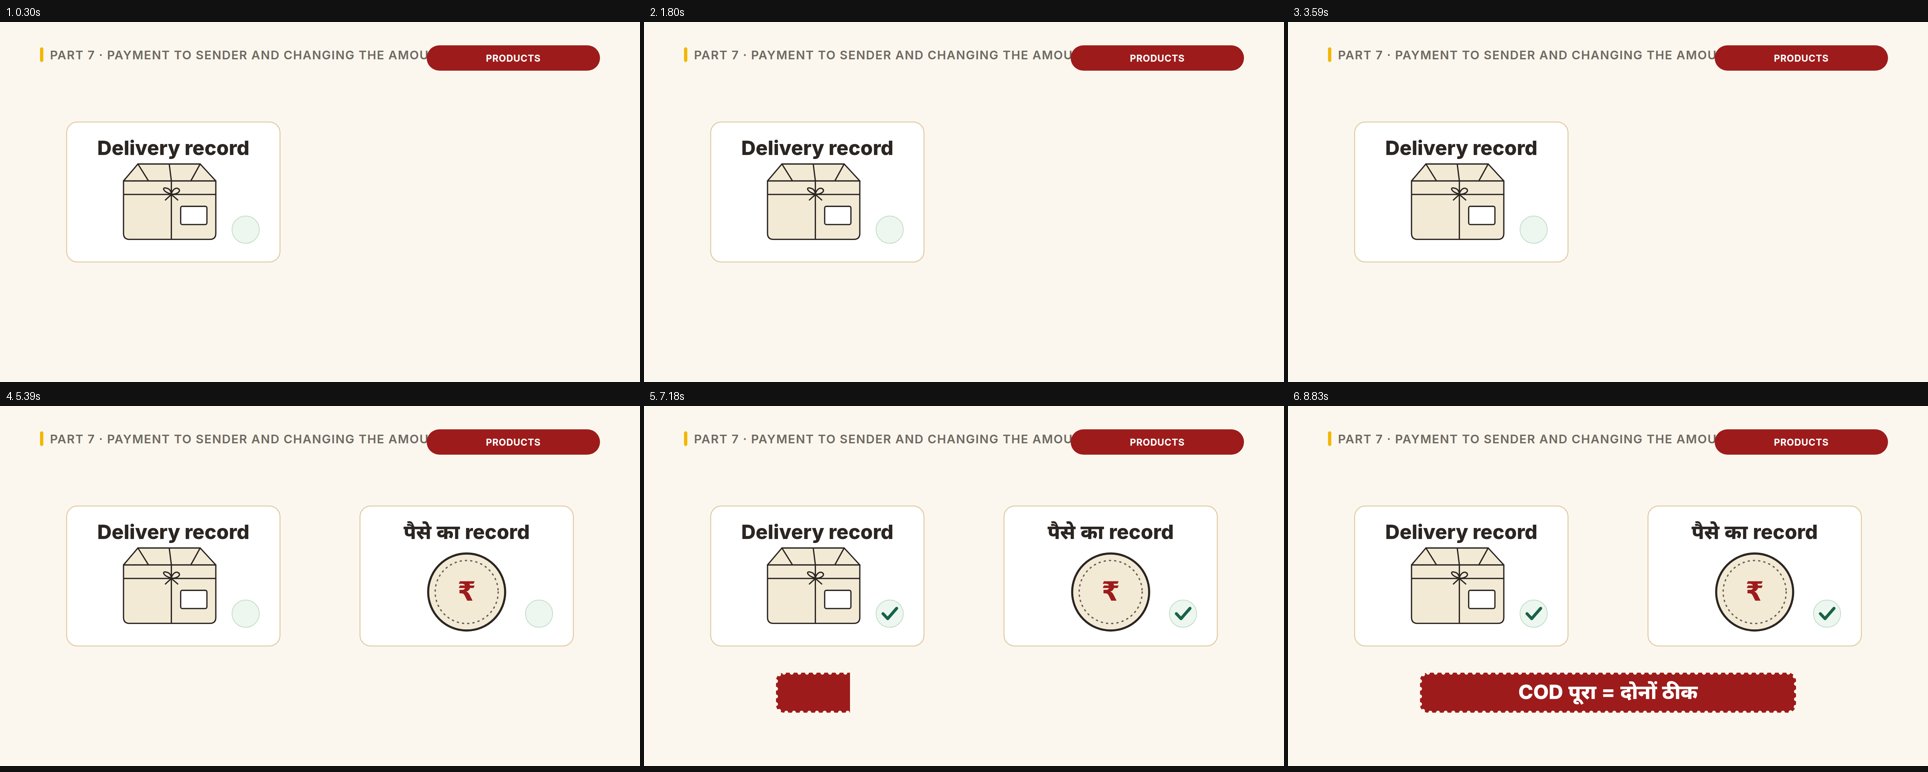 1. 0.30s
PART 7 · PAYMENT TO SENDER AND CHANGING THE AMOU
PRODUCTS
Delivery record
2. 1.80s
PART 7 · PAYMENT TO SENDER AND CHANGING THE AMOU
PRODUCTS
Delivery record
3. 3.59s
PART 7 · PAYMENT TO SENDER AND CHANGING THE AMOU
PRODUCTS
Delivery record
4. 5.39s
PART 7 · PAYMENT TO SENDER AND CHANGING THE AMOU
PRODUCTS
Delivery record
पैसे का record
₹
5. 7.18s
PART 7 · PAYMENT TO SENDER AND CHANGING THE AMOU
PRODUCTS
Delivery record
पैसे का record
₹
6. 8.83s
PART 7 · PAYMENT TO SENDER AND CHANGING THE AMOU
PRODUCTS
Delivery record
पैसे का record
₹
COD पूरा = दोनों ठीक